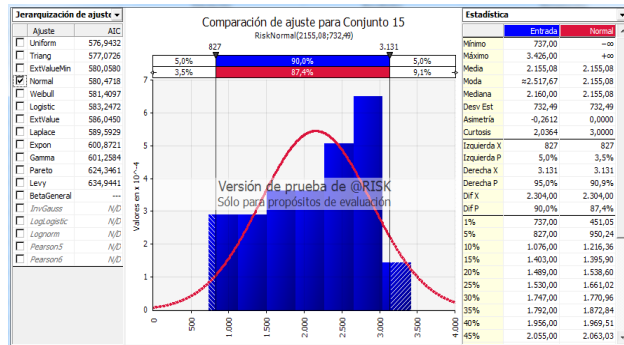 Jerarquización de ajuste
Ajuste AIC
Uniform 576,9432
Triang 577,0726
ExtValueMin 580,0580
Normal 580,4718
Weibull 581,4097
Logistic 583,2472
ExtValue 586,0450
Laplace 589,5929
Expon 600,8721
Gamma 601,2584
Pareto 624,3461
Levy 634,9441
BetaGeneral ---
InvGauss N/D
LogLogistic N/D
Lognorm N/D
Pearson5 N/D
Pearson6 N/D
Comparación de ajuste para Conjunto 15
RiskNormal(2155,08;732,49)
827 3.131
5,0% 90,0% 5,0%
3,5% 87,4% 9,1%
Valores en x 10^-4
7
6
5
4
3
2
1
0
Versión de prueba de @RISK
Sólo para propósitos de evaluación
0 500 1.000 1.500 2.000 2.500 3.000 3.500 4.000
Estadística
Entrada Normal
Mínimo 737,00 −∞
Máximo 3.426,00 +∞
Media 2.155,08 2.155,08
Moda ≈2.517,67 2.155,08
Mediana 2.160,00 2.155,08
Desv Est 732,49 732,49
Asimetría -0,2612 0,0000
Curtosis 2,0364 3,0000
Izquierda X 827 827
Izquierda P 5,0% 3,5%
Derecha X 3.131 3.131
Derecha P 95,0% 90,9%
Dif X 2.304,00 2.304,00
Dif P 90,0% 87,4%
1% 737,00 451,05
5% 827,00 950,24
10% 1.076,00 1.216,36
15% 1.403,00 1.395,90
20% 1.489,00 1.538,60
25% 1.530,00 1.661,02
30% 1.747,00 1.770,96
35% 1.792,00 1.872,84
40% 1.956,00 1.969,51
45% 2.055,00 2.063,03